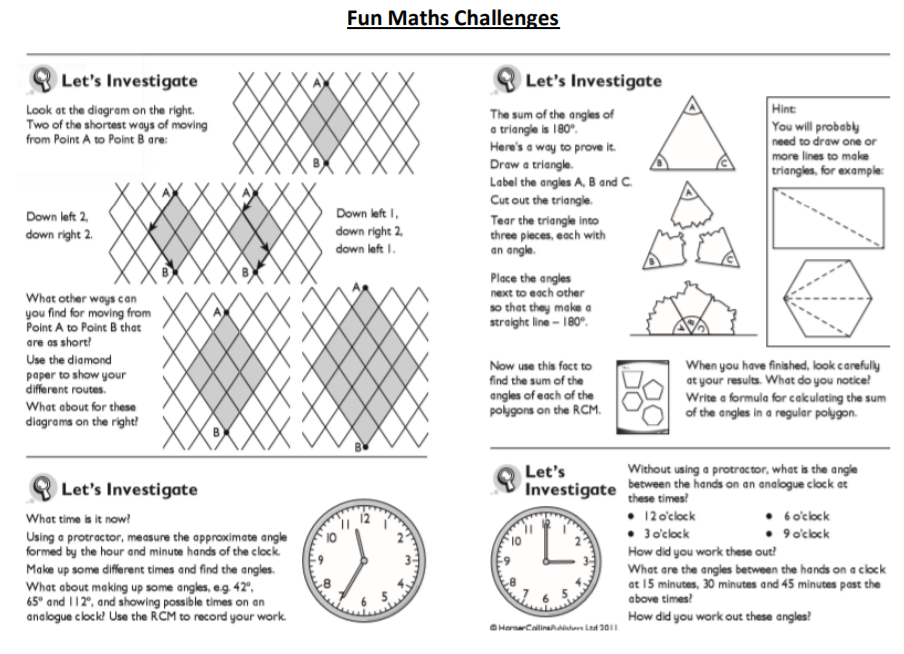 Fun Maths Challenges
Let's Investigate
Look at the diagram on the right.
Two of the shortest ways of moving
from Point A to Point B are:
A
B
Down left 2,
down right 2.
A
B
A
B
Down left 1,
down right 2,
down left 1.
What other ways can
you find for moving from
Point A to Point B that
are as short?
Use the diamond
paper to show your
different routes.
What about for these
diagrams on the right?
A
B
A
B
Let's Investigate
The sum of the angles of
a triangle is 180°.
Here's a way to prove it.
Draw a triangle.
Label the angles A, B and C.
Cut out the triangle.
Tear the triangle into
three pieces, each with
an angle.
Place the angles
next to each other
so that they make a
straight line – 180°.
A
B
C
A
B
C
A
B
C
Hint:
You will probably
need to draw one or
more lines to make
triangles, for example:
Now use this fact to
find the sum of the
angles of each of the
polygons on the RCM.
When you have finished, look carefully
at your results. What do you notice?
Write a formula for calculating the sum
of the angles in a regular polygon.
Let's Investigate
What time is it now?
Using a protractor, measure the approximate angle
formed by the hour and minute hands of the clock.
Make up some different times and find the angles.
What about making up some angles, e.g. 42°,
65° and 112°, and showing possible times on an
analogue clock? Use the RCM to record your work.
12
1
2
3
4
5
6
7
8
9
10
11
Let's
Investigate
12
1
2
3
4
5
6
7
8
9
10
11
Without using a protractor, what is the angle
between the hands on an analogue clock at
these times?
• 12 o'clock
• 6 o'clock
• 3 o'clock
• 9 o'clock
How did you work these out?
What are the angles between the hands on a clock
at 15 minutes, 30 minutes and 45 minutes past the
above times?
How did you work out these angles?
© HarperCollinsPublishers Ltd 2011